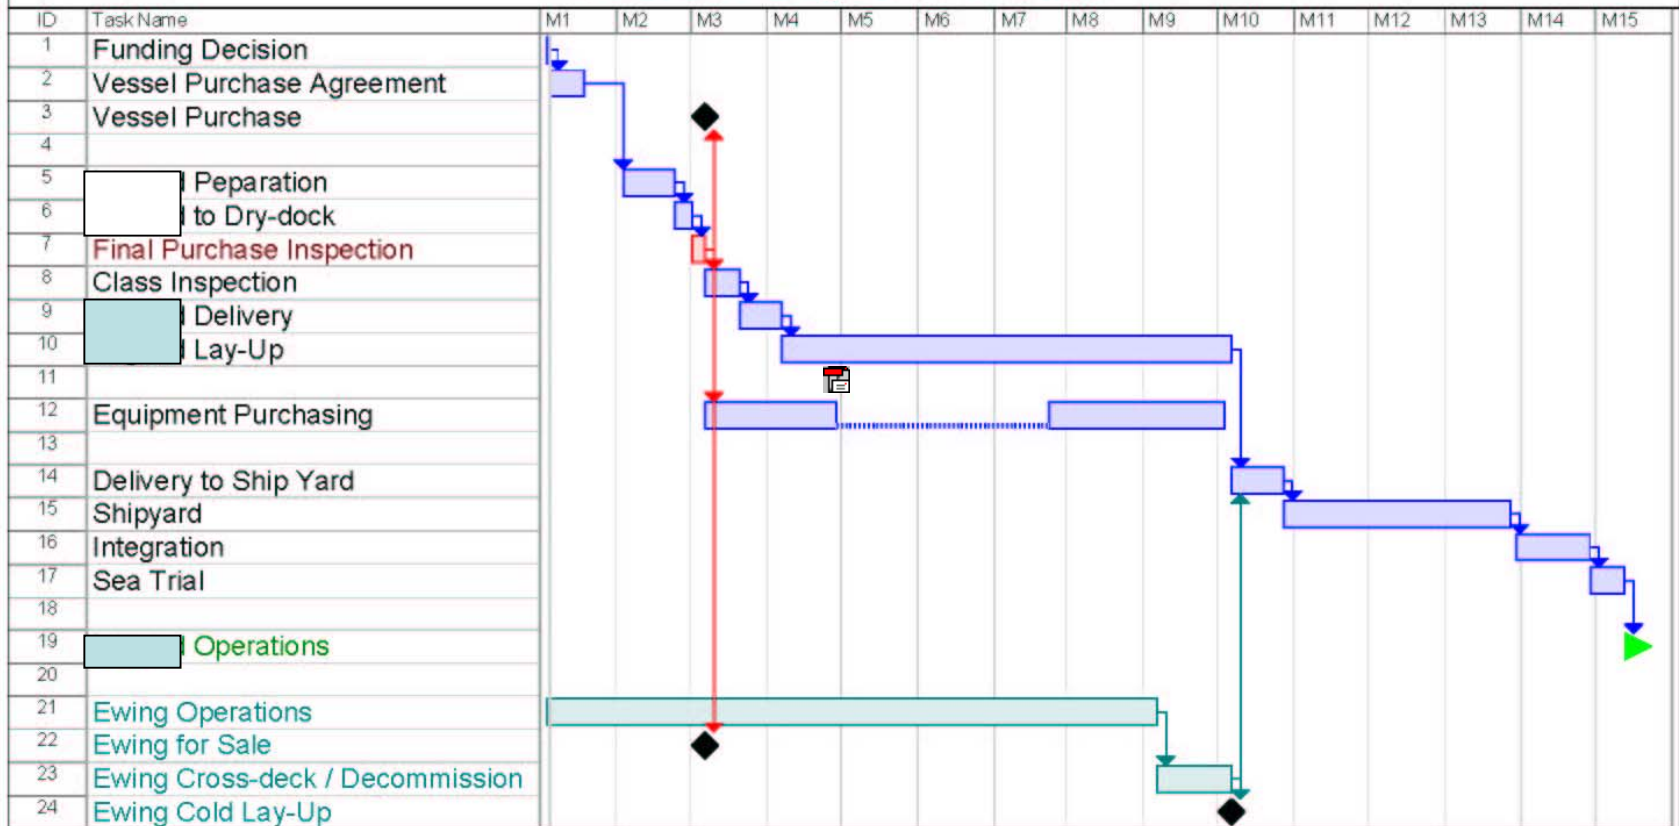 ID Task Name M1 M2 M3 M4 M5 M6 M7 M8 M9 M10 M11 M12 M13 M14 M15
1 Funding Decision
2 Vessel Purchase Agreement
3 Vessel Purchase
4
5 Peparation
6 to Dry-dock
7 Final Purchase Inspection
8 Class Inspection
9 Delivery
10 Lay-Up
11
12 Equipment Purchasing
13
14 Delivery to Ship Yard
15 Shipyard
16 Integration
17 Sea Trial
18
19 Operations
20
21 Ewing Operations
22 Ewing for Sale
23 Ewing Cross-deck / Decommission
24 Ewing Cold Lay-Up